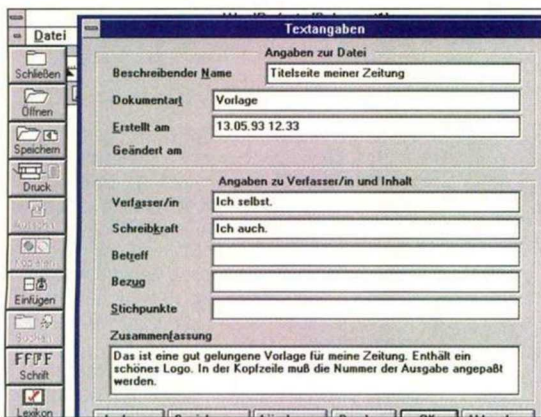 Textangaben
Datei
Angaben zur Datei
Schließen
Beschreibender Name
Titelseite meiner Zeitung
Dokumentart
Vorlage
Öffnen
Erstellt am
13.05.93 12.33
Speichern
Geändert am
Druck
Angaben zu Verfasser/in und Inhalt
Verfasser/in
Ich selbst.
Schreibkraft
Ich auch.
Betreff
Bezug
Einfügen
Stichpunkte
Suchen
Zusammenfassung
FFFF
Schrift
Das ist eine gut gelungene Vorlage für meine Zeitung. Enthält ein
schönes Logo. In der Kopfzeile muß die Nummer der Ausgabe angepaßt
werden.
Lexikon